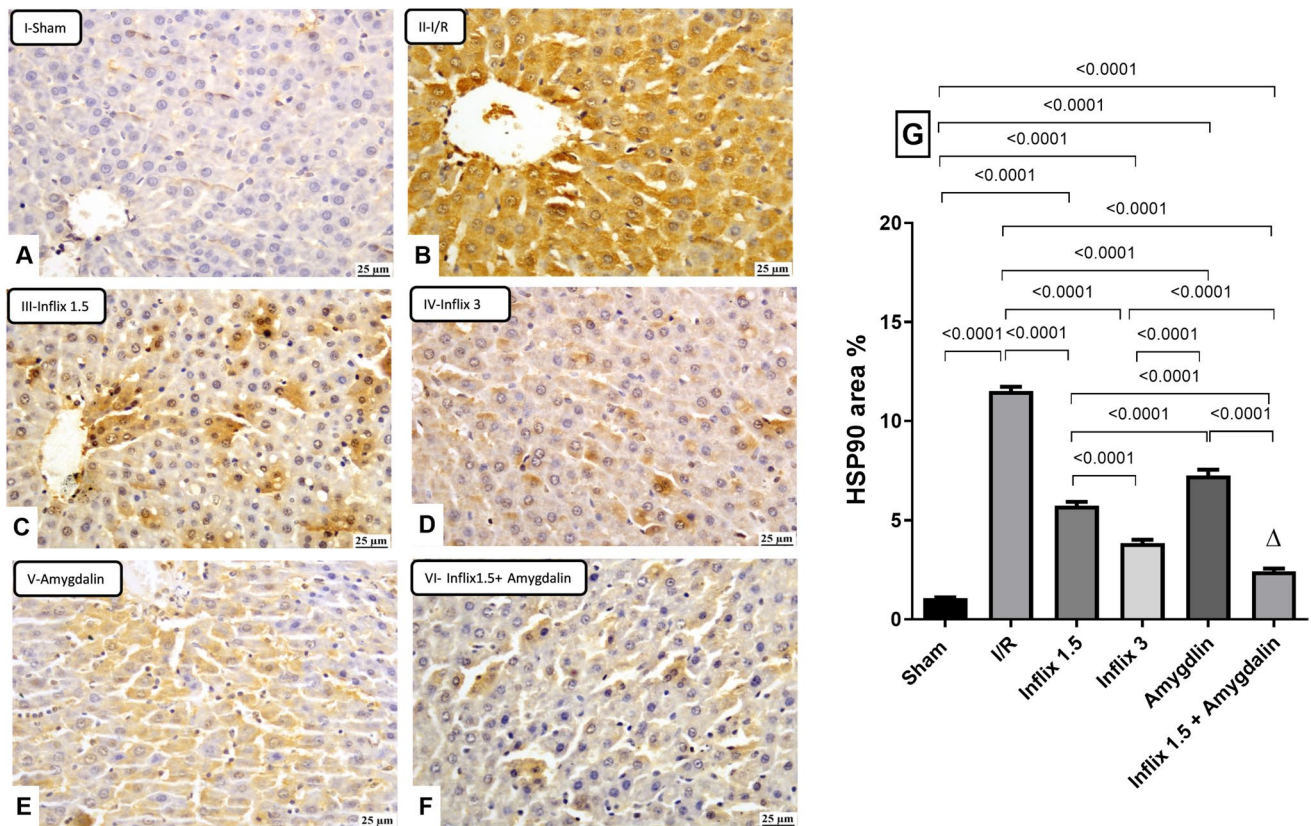 I-Sham
A
25 µm
II-I/R
B
25 µm
III-Inflix 1.5
C
25 µm
IV-Inflix 3
D
25 µm
V-Amygdalin
E
25 µm
VI- Inflix1.5+ Amygdalin
F
25 µm
G
<0.0001
<0.0001
<0.0001
<0.0001
<0.0001
<0.0001
<0.0001 <0.0001
<0.0001 <0.0001 <0.0001
<0.0001
<0.0001 <0.0001
<0.0001
Δ
HSP90 area %
20
15
10
5
0
Sham
I/R
Inflix 1.5
Inflix 3
Amygdlin
Inflix 1.5 + Amygdalin